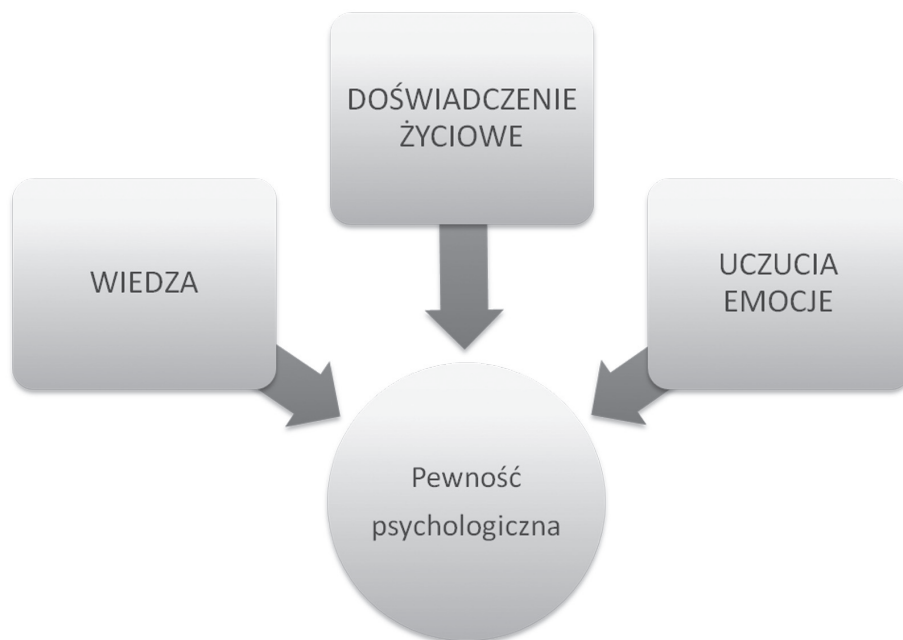 DOŚWIADCZENIE
ŻYCIOWE
WIEDZA
UCZUCIA
EMOCJE
Pewność
psychologiczna